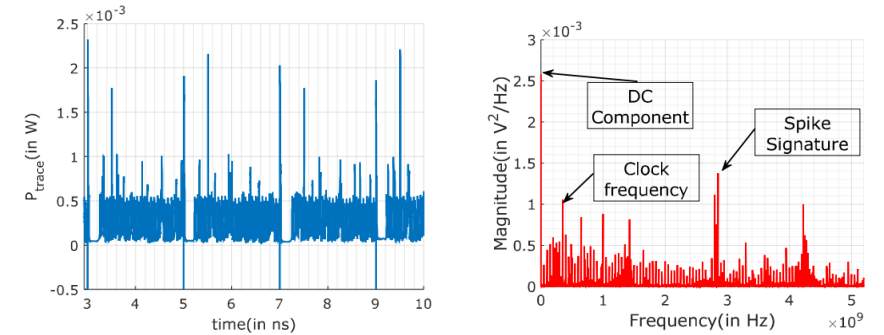 ×10⁻³
2.5
2
1.5
1
0.5
0
-0.5
P_trace(in W)
3 4 5 6 7 8 9 10
time(in ns)
×10⁻³
3
2.5
2
1.5
1
0.5
0
Magnitude(in V²/Hz)
DC
Component
Spike
Signature
Clock
frequency
0 1 2 3 4 5
Frequency(in Hz) ×10⁹